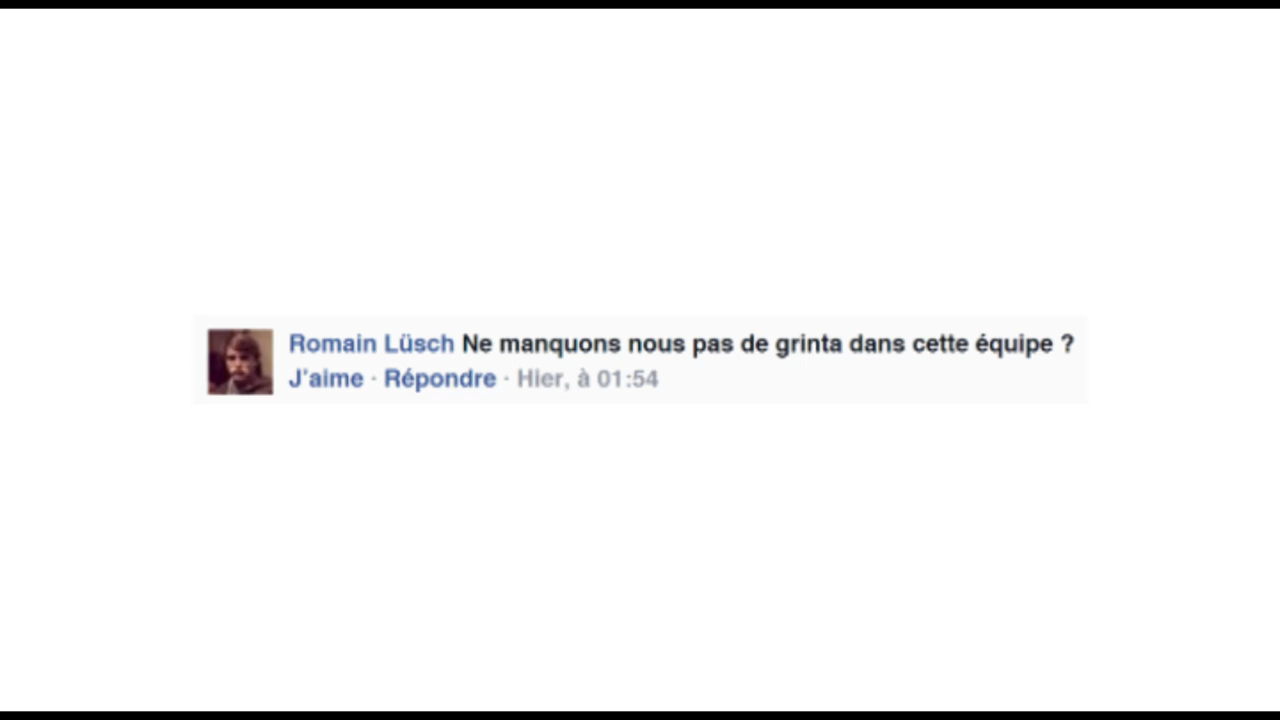 Romain Lüsch Ne manquons nous pas de grinta dans cette équipe ?
J'aime · Répondre · Hier, à 01:54